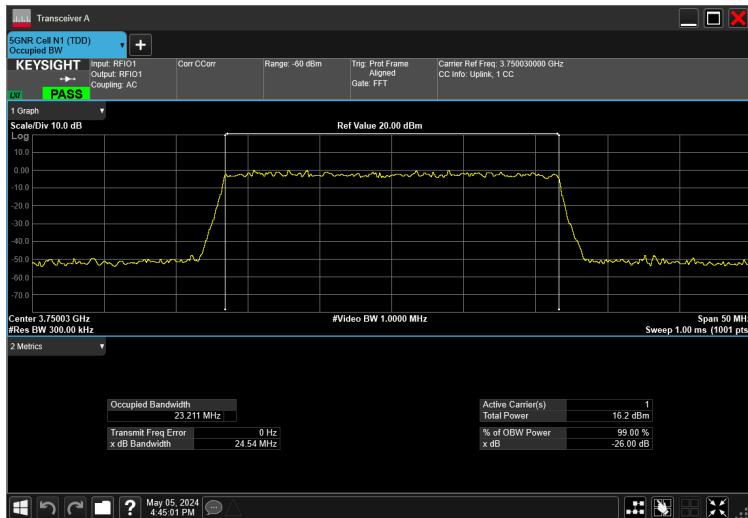 Transceiver A
5GNR Cell N1 (TDD)
Occupied BW
+
KEYSIGHT
LXI
PASS
Input: RFIO1
Output: RFIO1
Coupling: AC
Corr CCorr
Range: -60 dBm
Trig: Prot Frame
Aligned
Gate: FFT
Carrier Ref Freq: 3.750030000 GHz
CC Info: Uplink, 1 CC
1 Graph
Scale/Div 10.0 dB
Ref Value 20.00 dBm
Log
10.0
0.00
-10.0
-20.0
-30.0
-40.0
-50.0
-60.0
-70.0
Center 3.75003 GHz
#Video BW 1.0000 MHz
Span 50 MH
#Res BW 300.00 kHz
Sweep 1.00 ms (1001 pts
2 Metrics
Occupied Bandwidth
23.211 MHz
Transmit Freq Error 0 Hz
x dB Bandwidth 24.54 MHz
Active Carrier(s) 1
Total Power 16.2 dBm
% of OBW Power 99.00 %
x dB -26.00 dB
?
May 05, 2024
4:45:01 PM